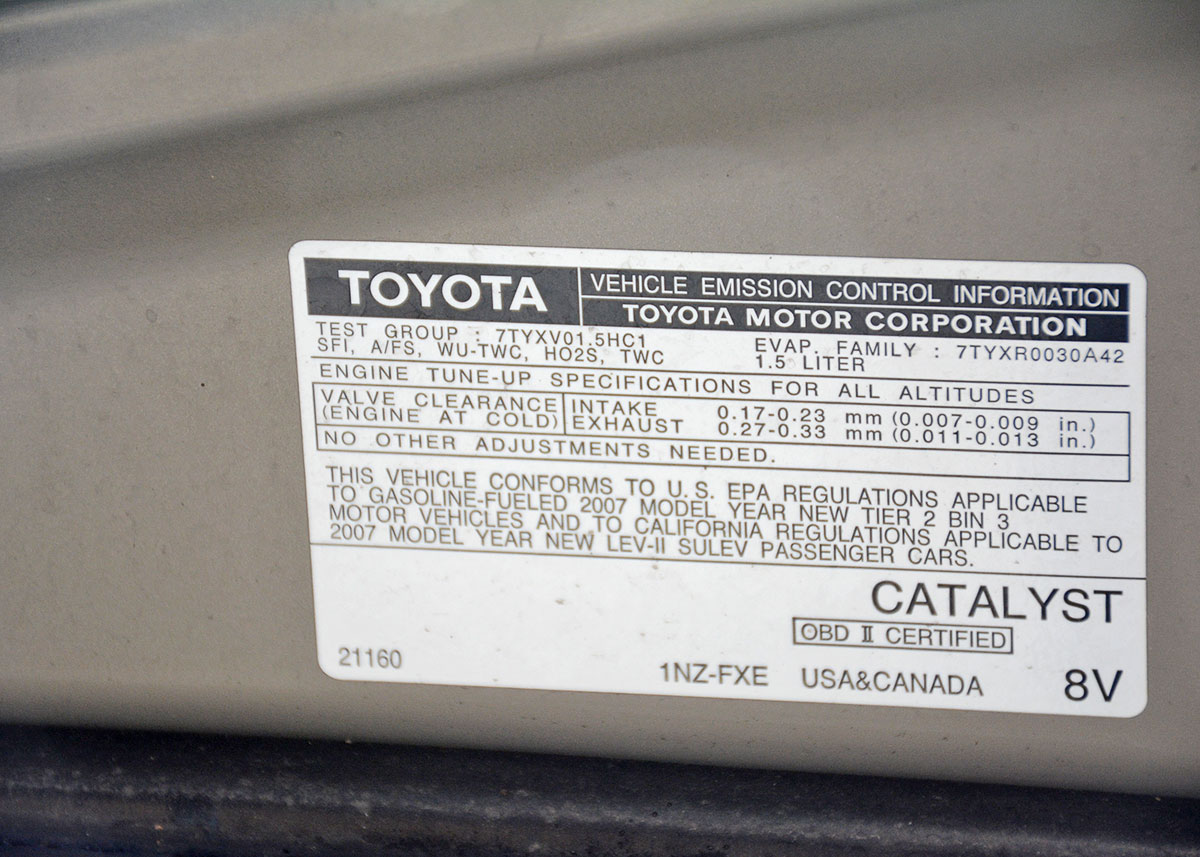 TOYOTA
VEHICLE EMISSION CONTROL INFORMATION
TOYOTA MOTOR CORPORATION
TEST GROUP : 7TYXV01.5HC1
EVAP. FAMILY : 7TYXR0030A42
SFI, A/FS, WU-TWC, HO2S, TWC
1.5 LITER
ENGINE TUNE-UP SPECIFICATIONS FOR ALL ALTITUDES
VALVE CLEARANCE INTAKE 0.17-0.23 mm (0.007-0.009 in.)
(ENGINE AT COLD) EXHAUST 0.27-0.33 mm (0.011-0.013 in.)
NO OTHER ADJUSTMENTS NEEDED.
THIS VEHICLE CONFORMS TO U.S. EPA REGULATIONS APPLICABLE
TO GASOLINE-FUELED 2007 MODEL YEAR NEW TIER 2 BIN 3
MOTOR VEHICLES AND TO CALIFORNIA REGULATIONS APPLICABLE TO
2007 MODEL YEAR NEW LEV-II SULEV PASSENGER CARS.
CATALYST
OBD II CERTIFIED
21160 1NZ-FXE USA&CANADA 8V